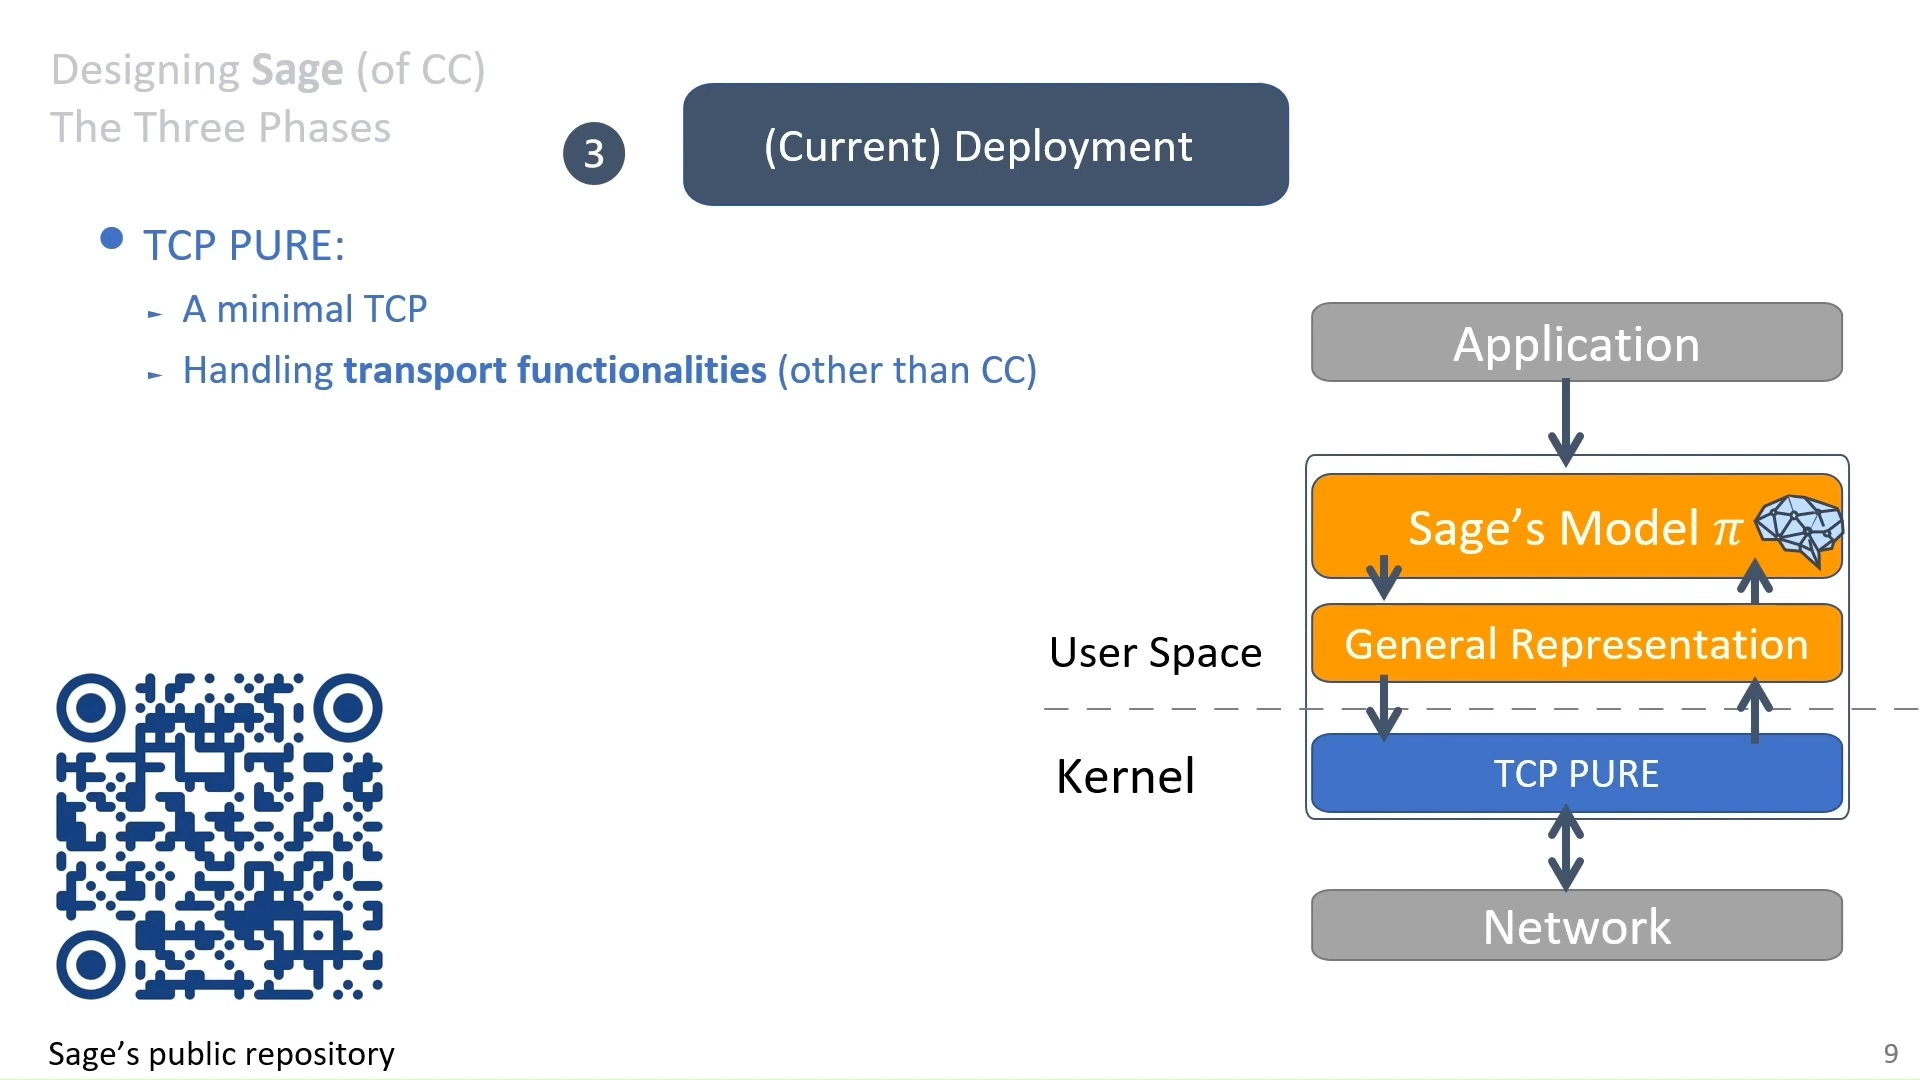 Designing Sage (of CC)
The Three Phases
3
(Current) Deployment
TCP PURE:
A minimal TCP
Handling transport functionalities (other than CC)
Application
Sage’s Model π
General Representation
User Space
Kernel
TCP PURE
Network
Sage’s public repository
9